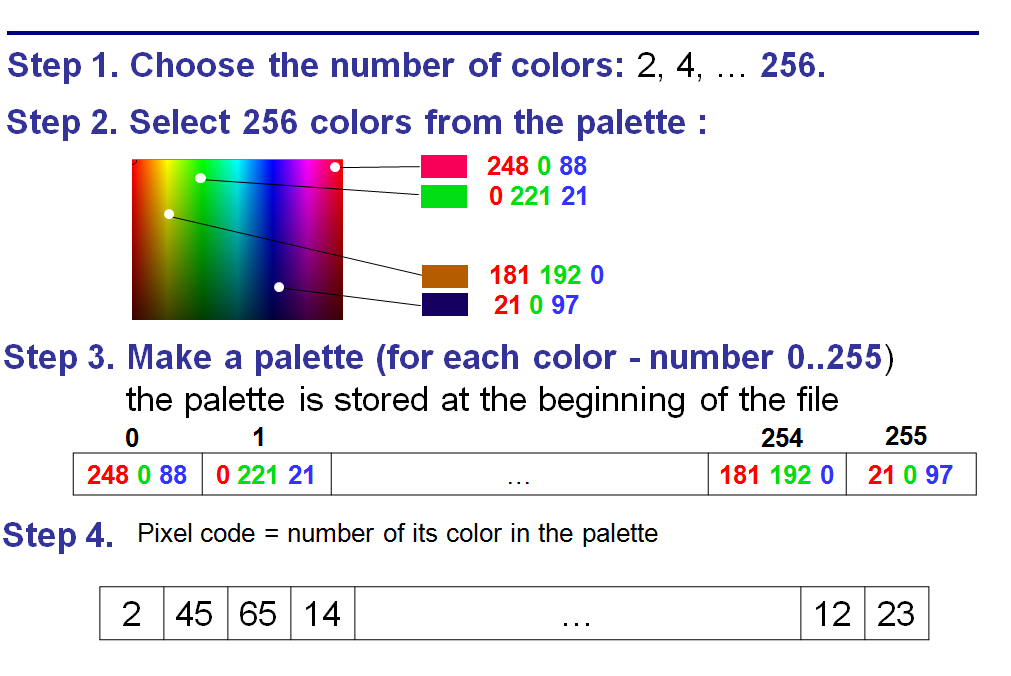 Step 1. Choose the number of colors: 2, 4, … 256.
Step 2. Select 256 colors from the palette :
248 0 88
0 221 21
181 192 0
21 0 97
Step 3. Make a palette (for each color - number 0..255)
the palette is stored at the beginning of the file
0 1 254 255
248 0 88 0 221 21 … 181 192 0 21 0 97
Step 4. Pixel code = number of its color in the palette
2 45 65 14 … 12 23